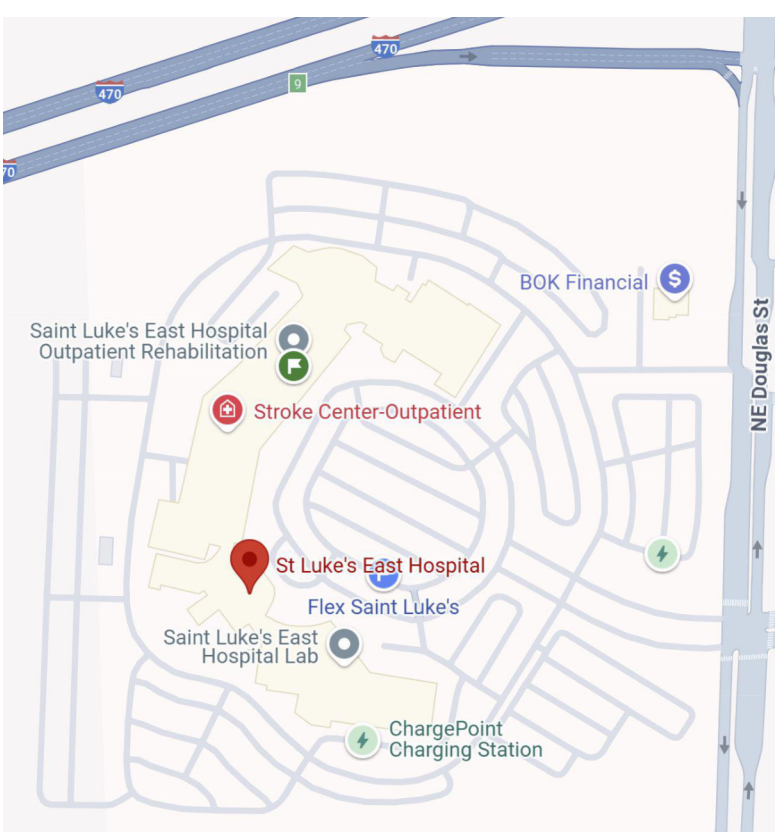 470
470
9
70
BOK Financial
Saint Luke's East Hospital
Outpatient Rehabilitation
NE Douglas St
Stroke Center-Outpatient
St Luke's East Hospital
Flex Saint Luke's
Saint Luke's East
Hospital Lab
ChargePoint
Charging Station